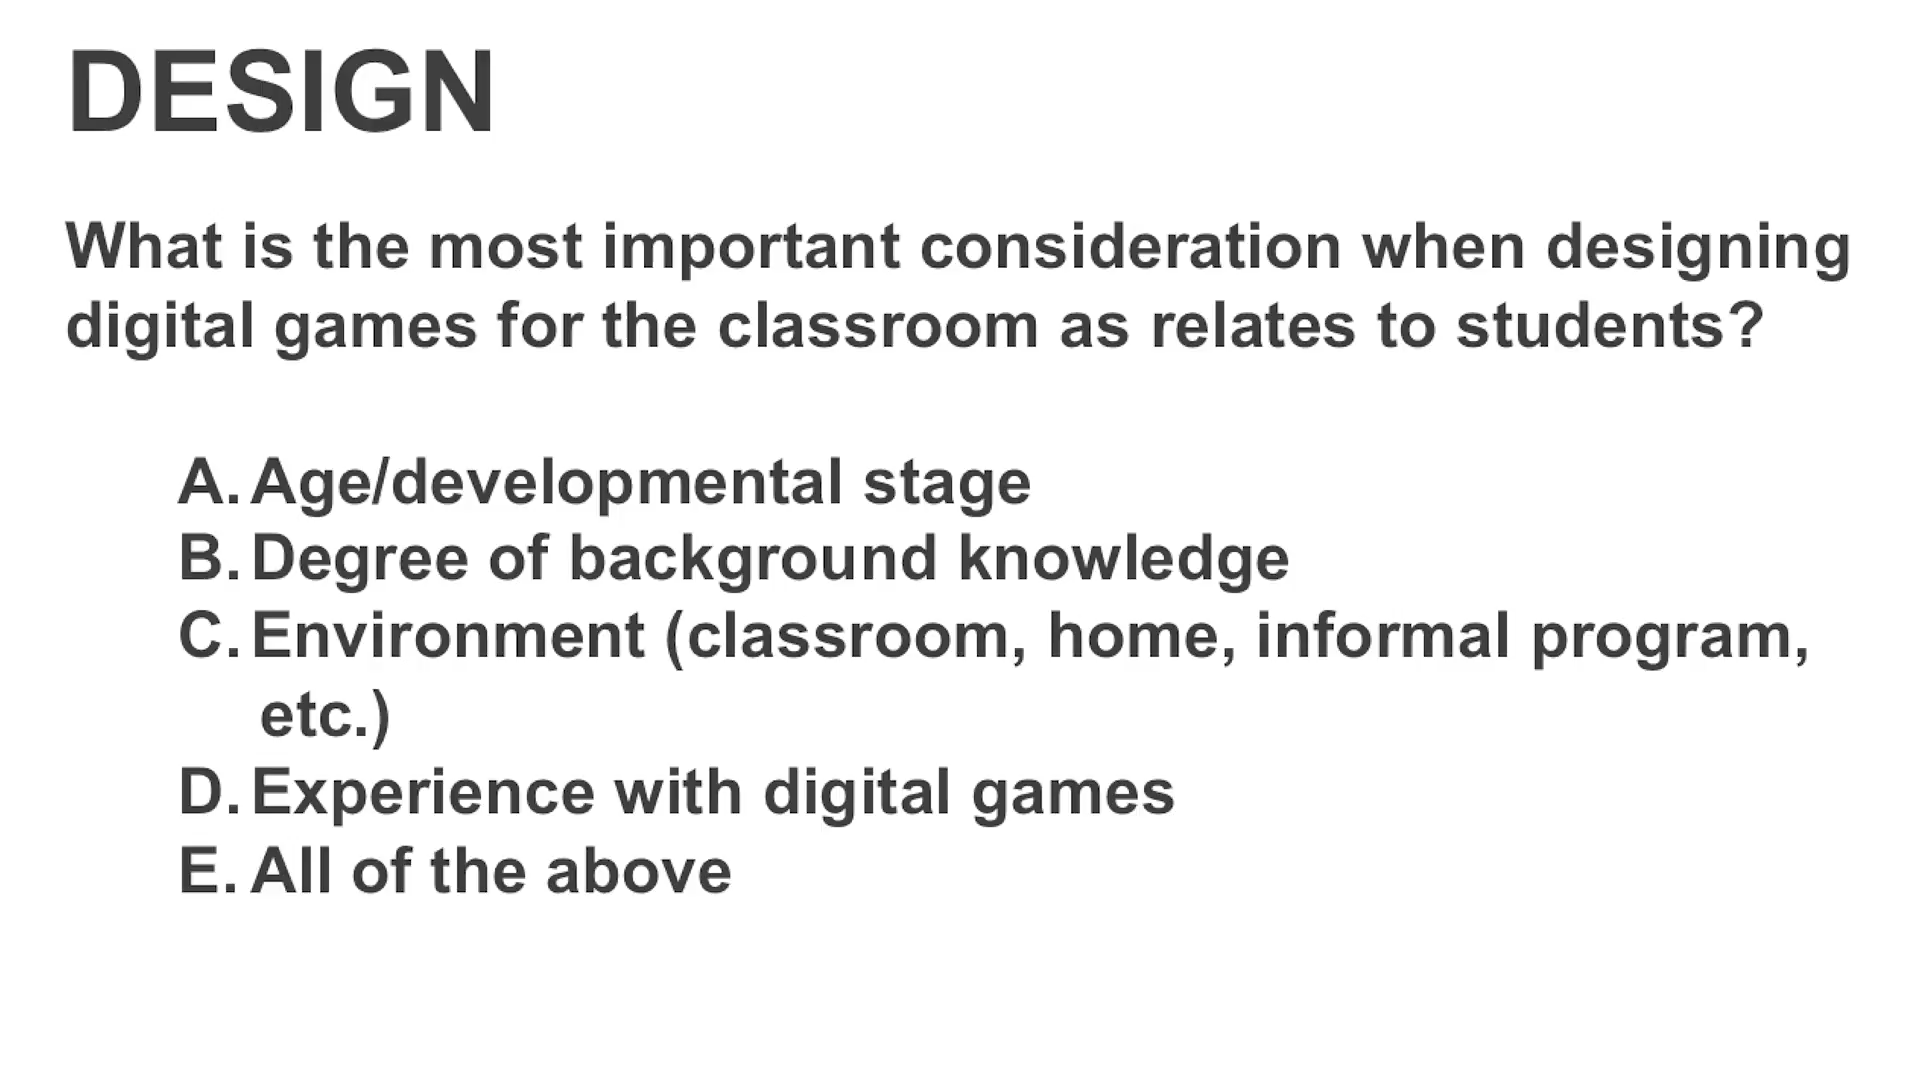 DESIGN
What is the most important consideration when designing
digital games for the classroom as relates to students?
A. Age/developmental stage
B. Degree of background knowledge
C. Environment (classroom, home, informal program,
etc.)
D. Experience with digital games
E. All of the above